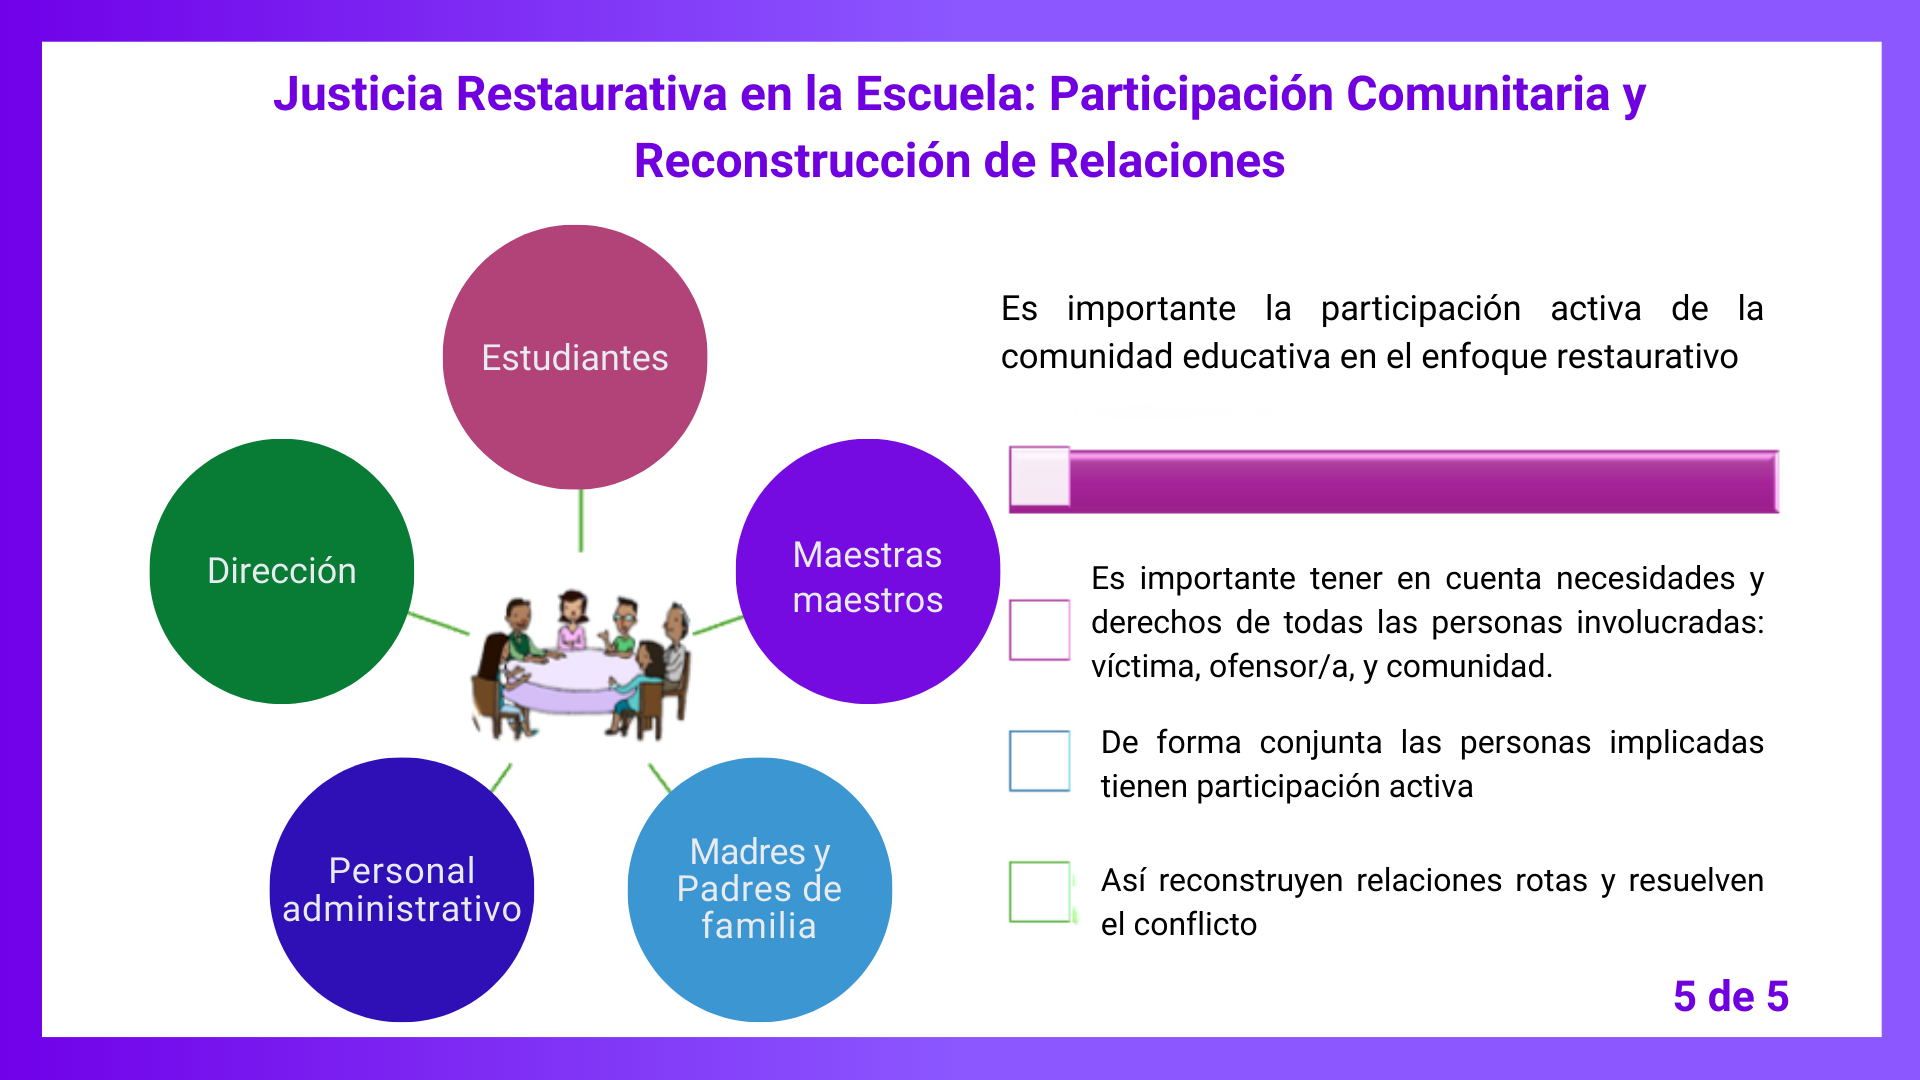 Justicia Restaurativa en la Escuela: Participación Comunitaria y
Reconstrucción de Relaciones
Estudiantes
Dirección
Maestras
maestros
Personal
administrativo
Madres y
Padres de
familia
Es importante la participación activa de la
comunidad educativa en el enfoque restaurativo
Es importante tener en cuenta necesidades y
derechos de todas las personas involucradas:
víctima, ofensor/a, y comunidad.
De forma conjunta las personas implicadas
tienen participación activa
Así reconstruyen relaciones rotas y resuelven
el conflicto
5 de 5